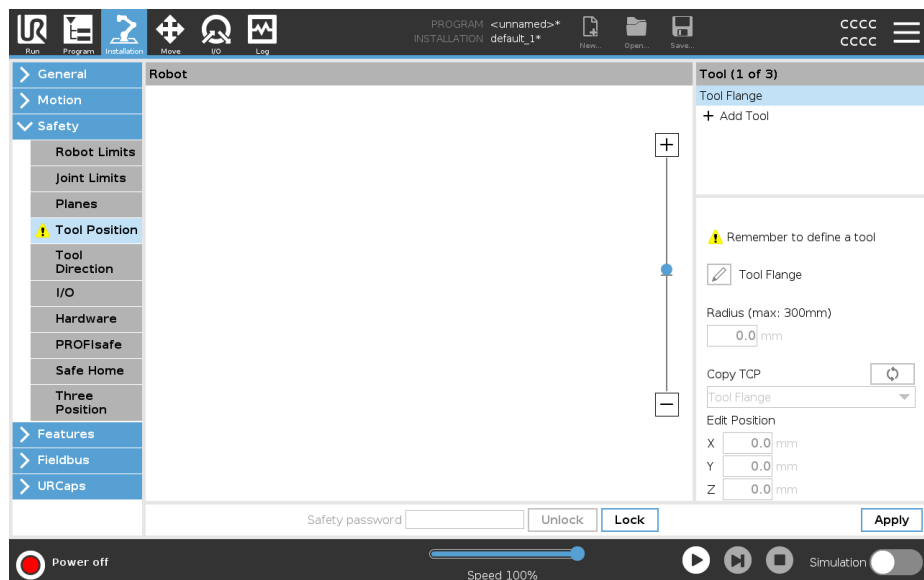 PROGRAM <unnamed>*
INSTALLATION default_1*
CCCC
CCCC
Run Program Installation Move I/O Log New... Open... Save...
General
Motion
Safety
Robot Limits
Joint Limits
Planes
Tool Position
Tool
Direction
I/O
Hardware
PROFIsafe
Safe Home
Three
Position
Features
Fieldbus
URCaps
Robot
Tool (1 of 3)
Tool Flange
+ Add Tool
Remember to define a tool
Tool Flange
Radius (max: 300mm)
0.0 mm
Copy TCP
Tool Flange
Edit Position
X 0.0 mm
Y 0.0 mm
Z 0.0 mm
Safety password Unlock Lock Apply
Power off
Speed 100%
Simulation